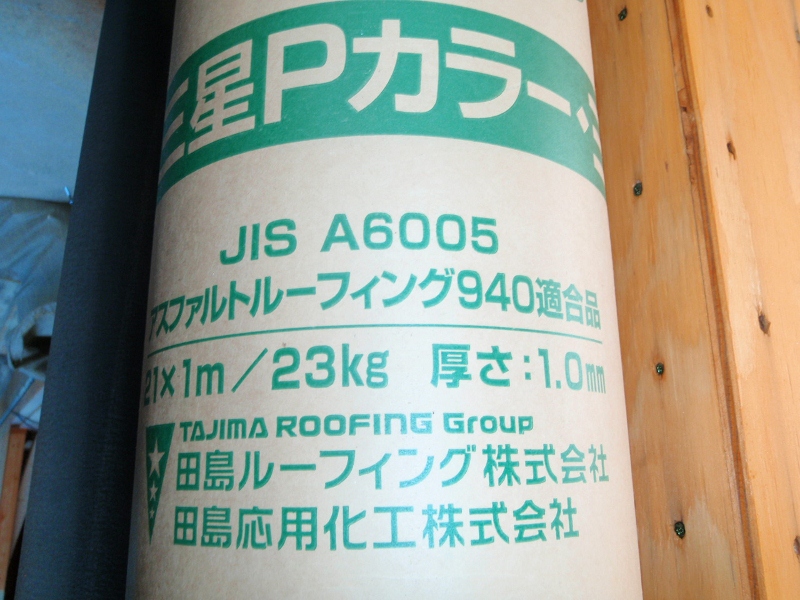 三星Pカラー
JIS A6005
アスファルトルーフィング940適合品
21×1m／23kg 厚さ:1.0mm
TAJIMA ROOFING Group
田島ルーフィング株式会社
田島応用化工株式会社